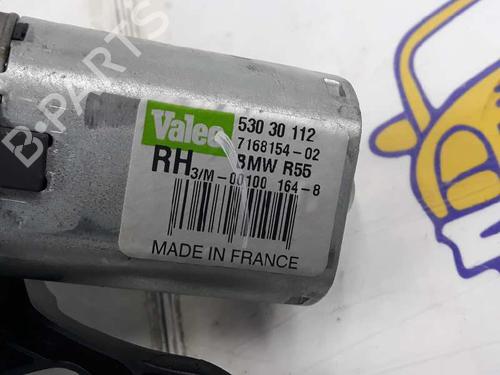 B-PARTS
Valeo
530 30 112
7168154-02
RH BMW R55
3/M-00100 164-8
MADE IN FRANCE